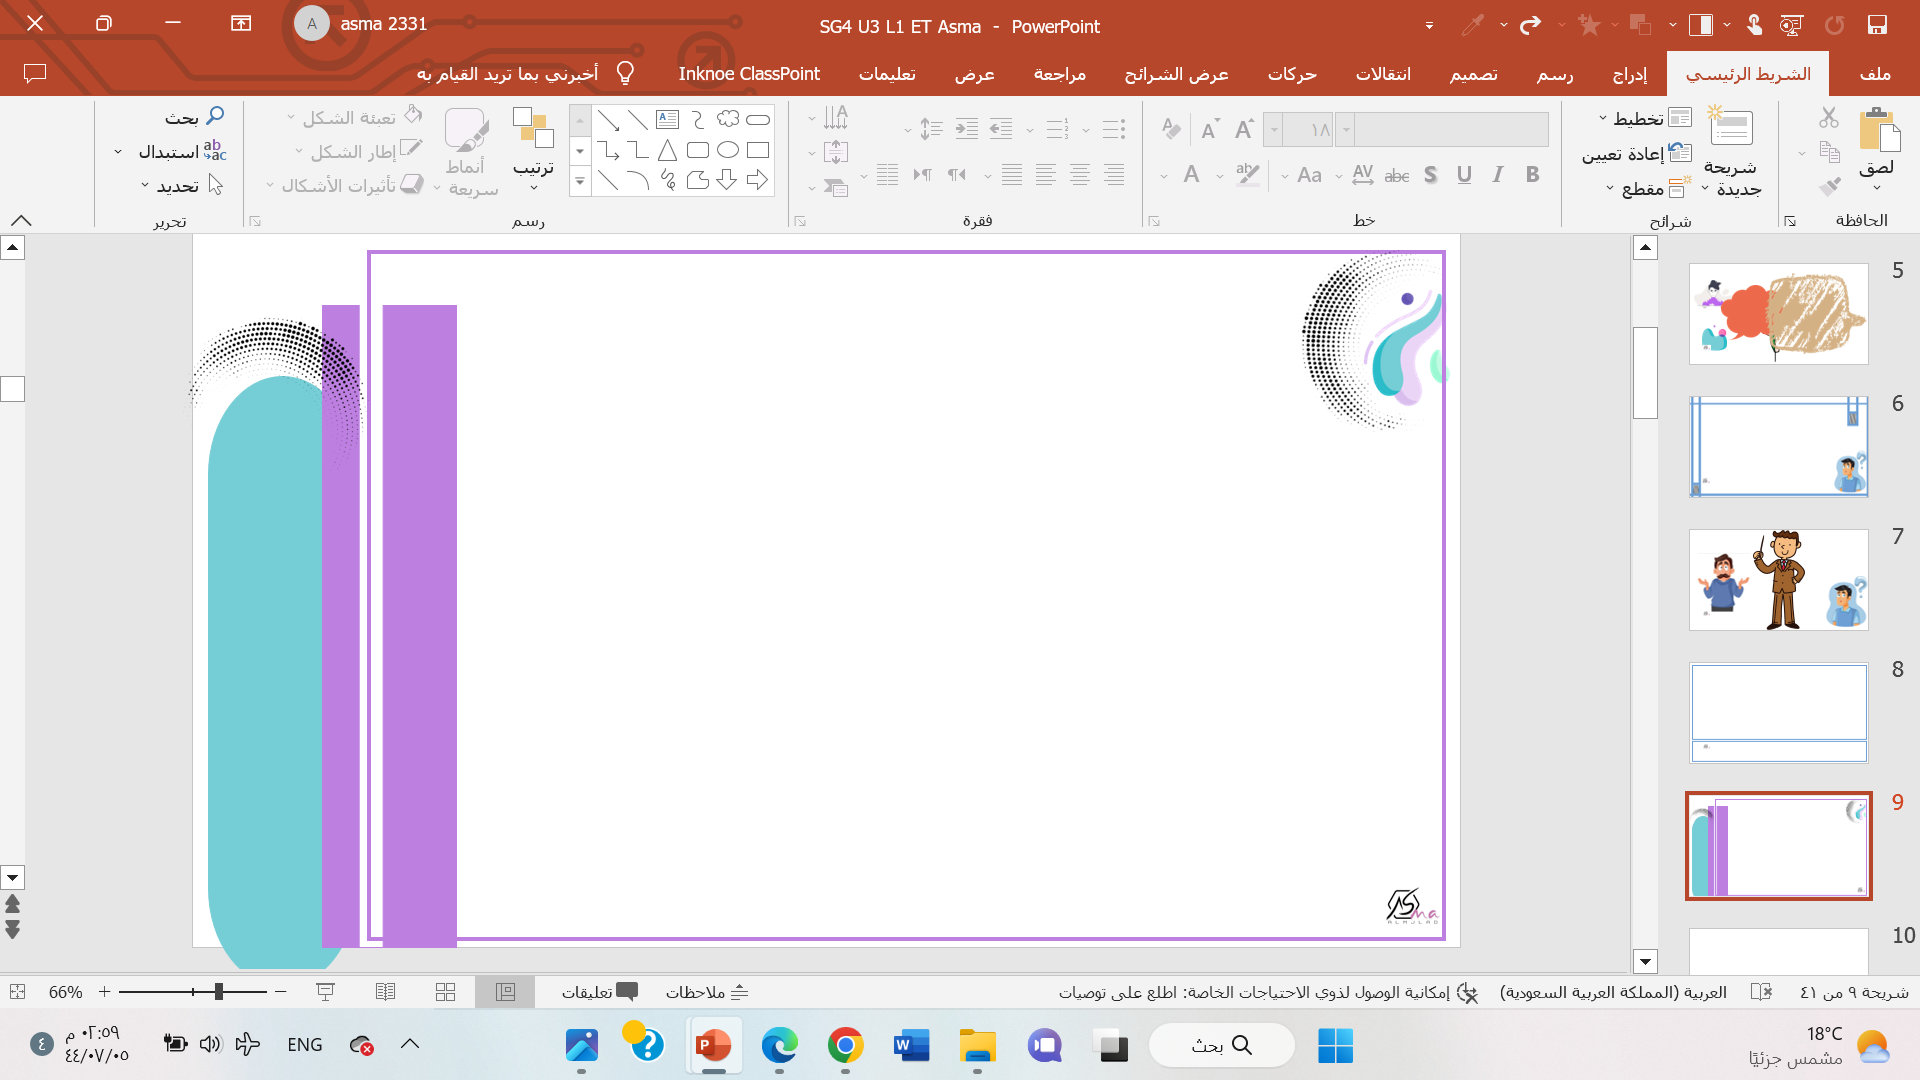 asma 2331
A
SG4 U3 L1 ET Asma - PowerPoint
ملف
الشريط الرئيسي
إدراج
رسم
تصميم
انتقالات
حركات
عرض الشرائح
مراجعة
عرض
تعليمات
Inknoe ClassPoint
أخبرني بما تريد القيام به
لصق
الحافظة
شريحة جديدة
تخطيط
إعادة تعيين
مقطع
شرائح
١٨
خط
فقرة
ترتيب
أنماط سريعة
تعبئة الشكل
إطار الشكل
تأثيرات الأشكال
رسم
بحث
استبدال
تحديد
تحرير
5
6
7
8
9
10
ASma
ALMJLAD
شريحة ٩ من ٤١
العربية (المملكة العربية السعودية)
إمكانية الوصول لذوي الاحتياجات الخاصة: اطلع على توصيات
ملاحظات
تعليقات
66%
18°C
مشمس جزئيًا
بحث
ENG
٠٢:٥٩ م
٤٤/٠٧/٠٥
٤